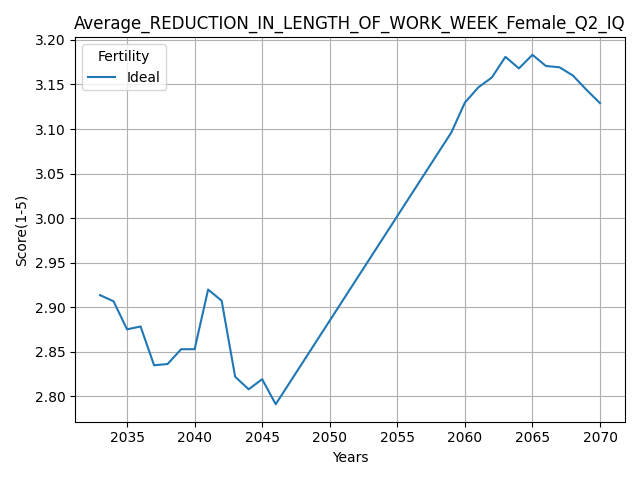 Average_REDUCTION_IN_LENGTH_OF_WORK_WEEK_Female_Q2_IQ
Fertility
Ideal
3.20
3.15
3.10
3.05
3.00
2.95
2.90
2.85
2.80
Score(1-5)
2035 2040 2045 2050 2055 2060 2065 2070
Years